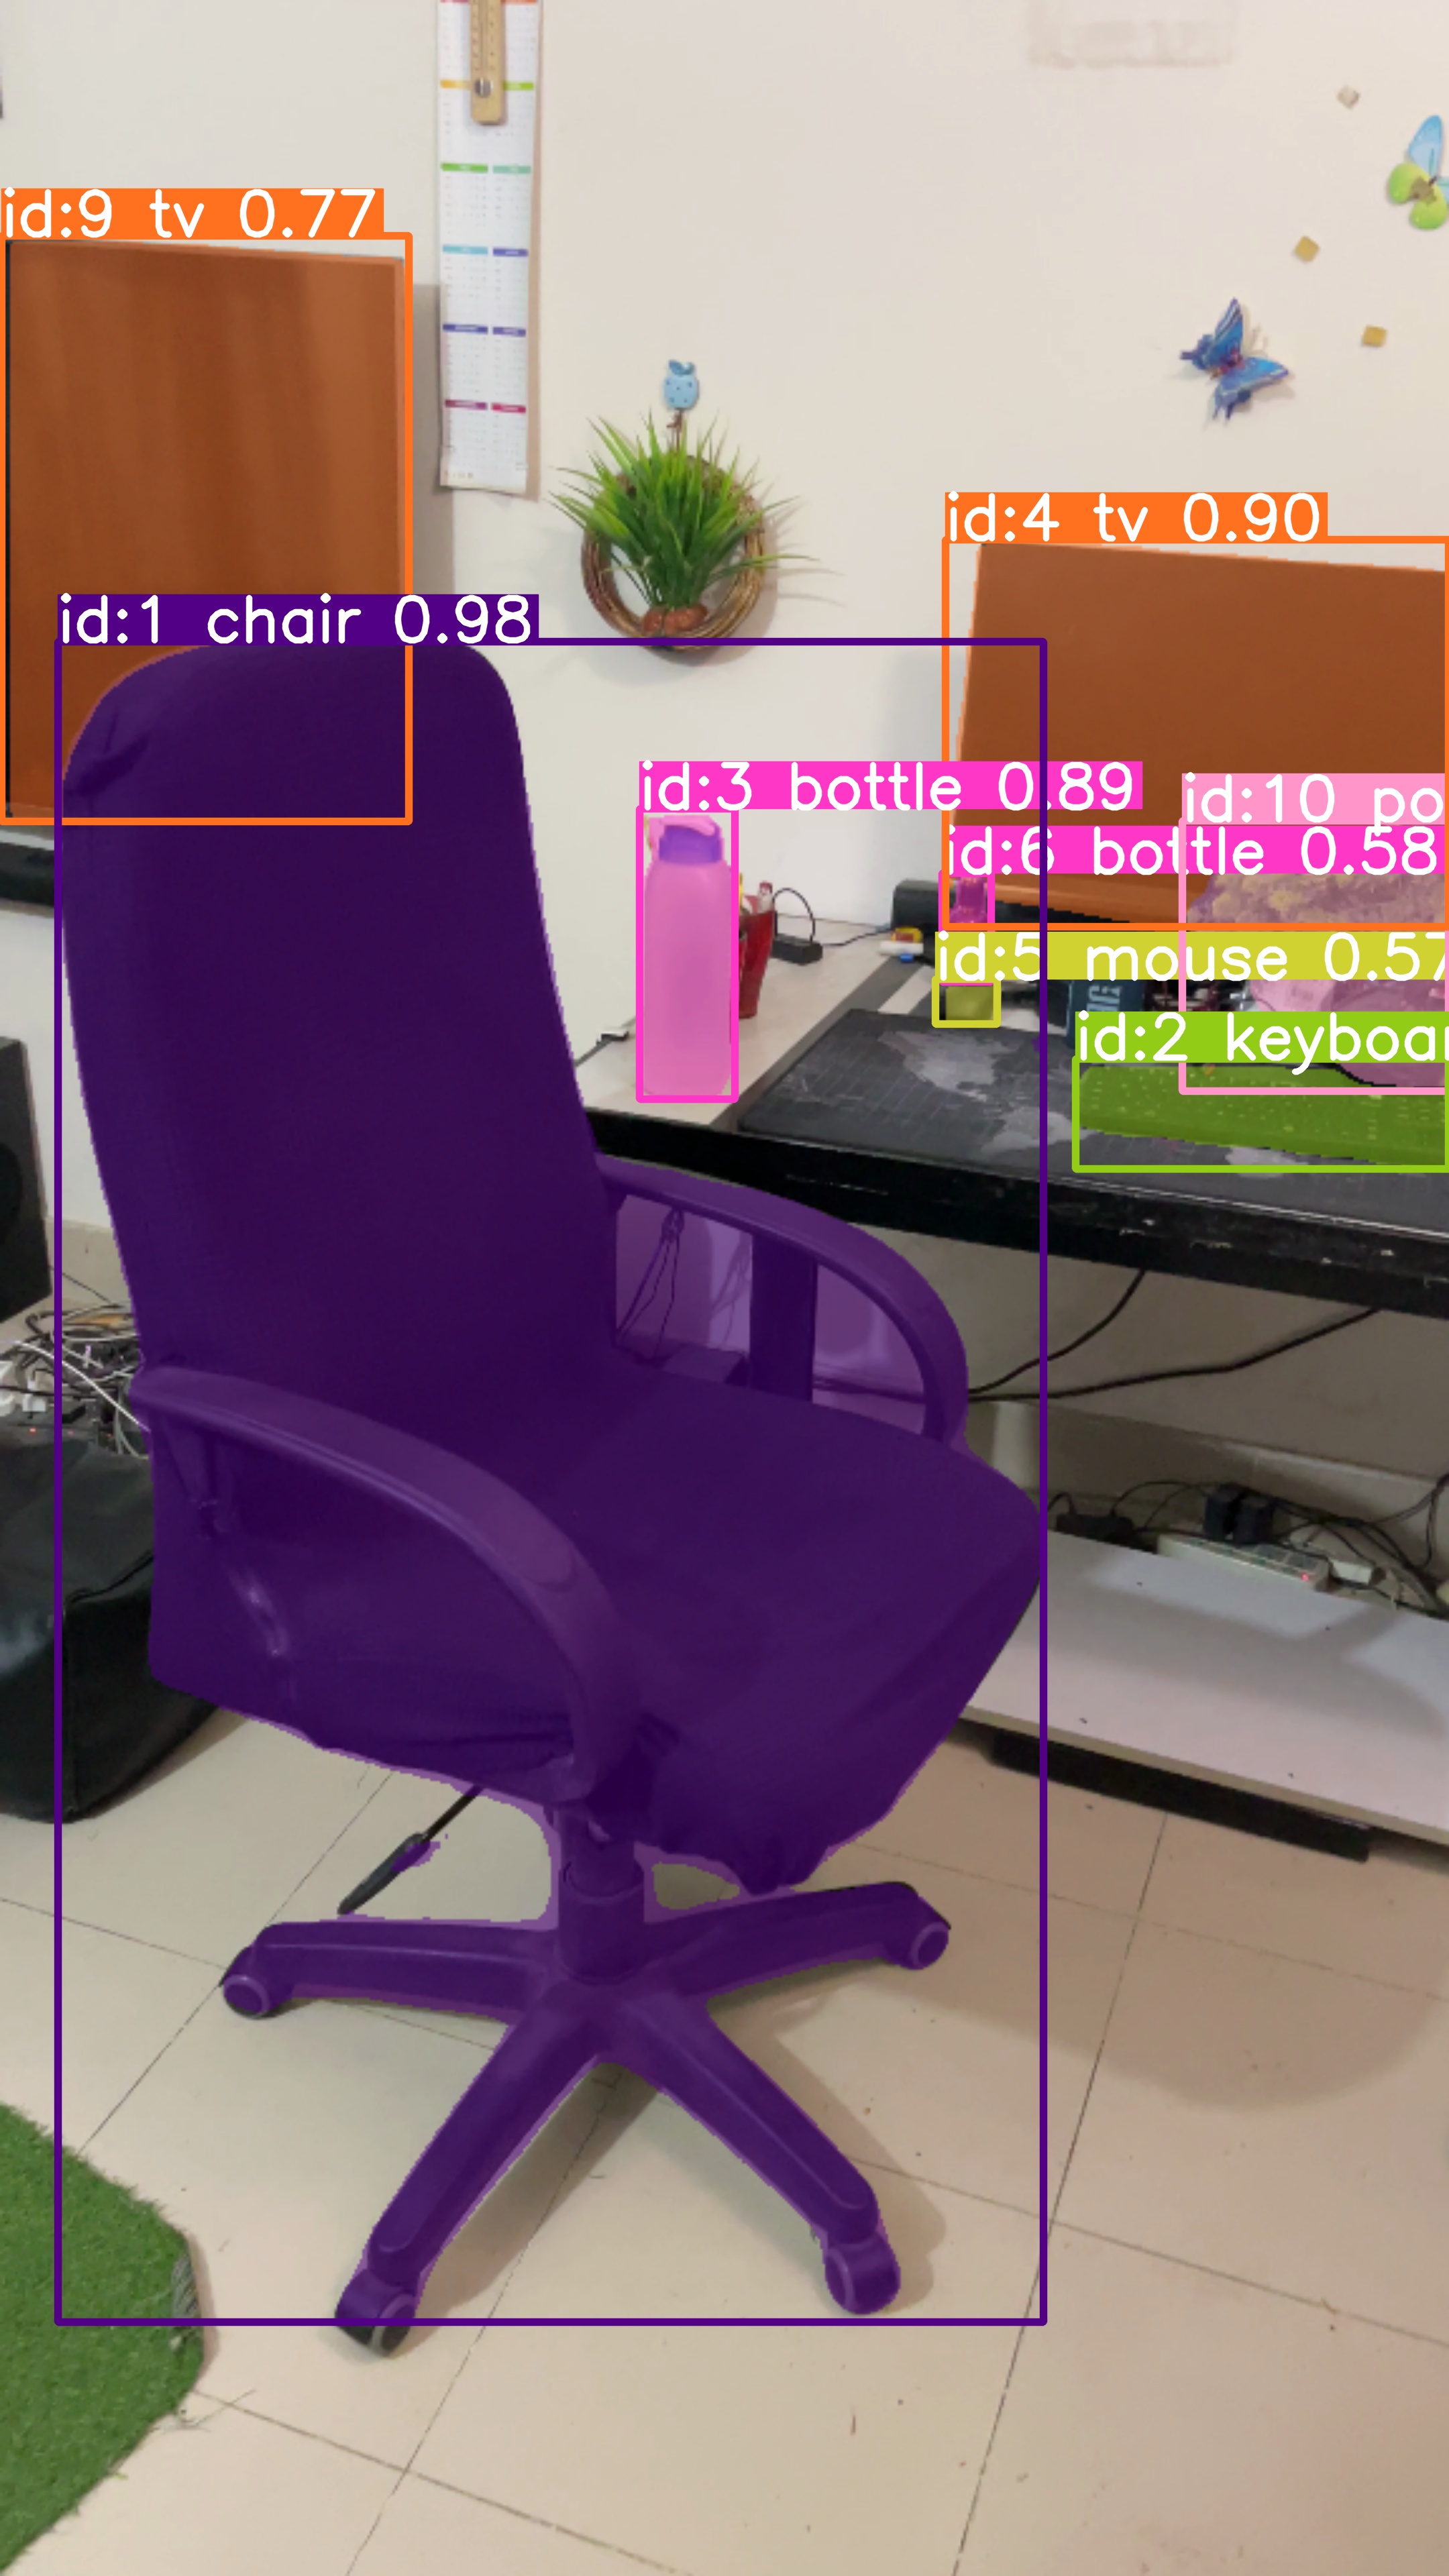 id:9 tv 0.77
id:4 tv 0.90
id:1 chair 0.98
id:3 bottle 0.89
id:10 po
id:6 bottle 0.58
id:5 mouse 0.57
id:2 keyboar